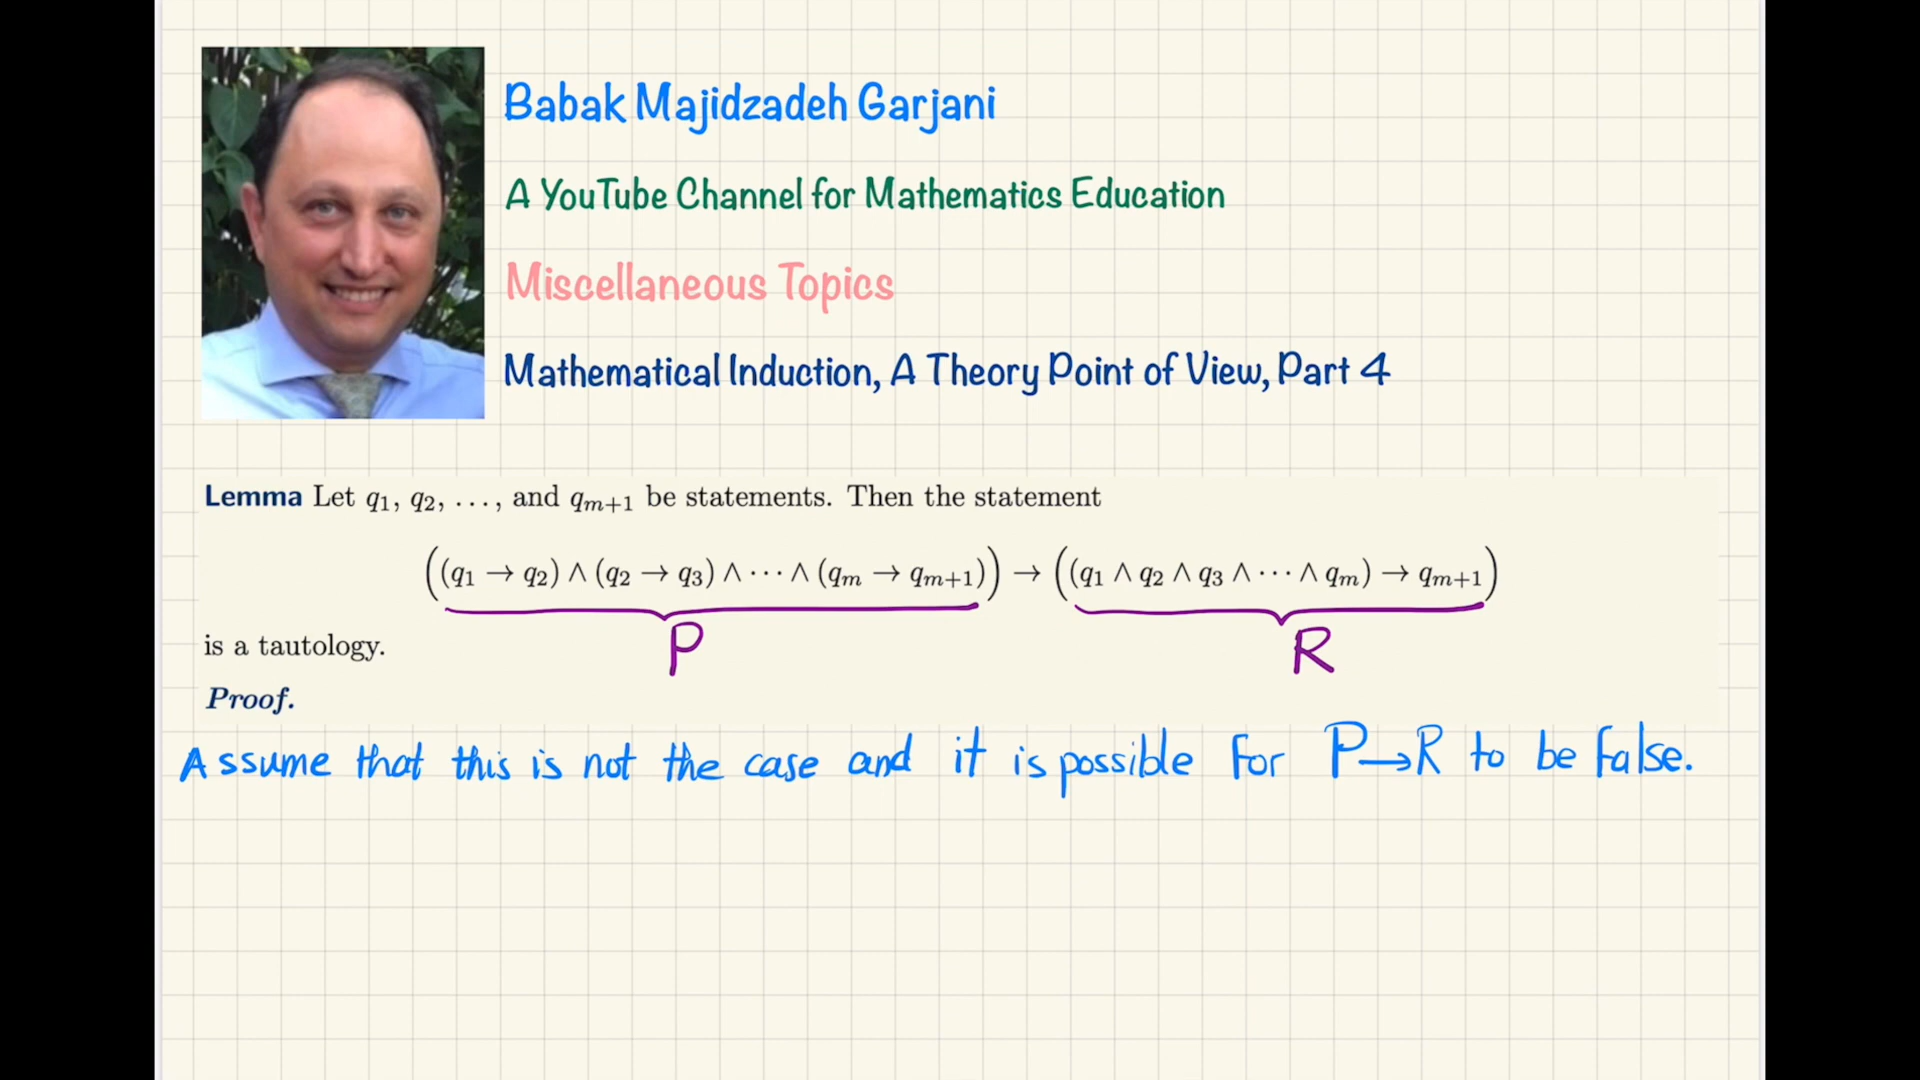 Babak Majidzadeh Garjani
A YouTube Channel for Mathematics Education
Miscellaneous Topics
Mathematical Induction, A Theory Point of View, Part 4
Lemma Let q₁, q₂, …, and qₘ₊₁ be statements. Then the statement
((q₁ → q₂) ∧ (q₂ → q₃) ∧ ⋯ ∧ (qₘ → qₘ₊₁)) → ((q₁ ∧ q₂ ∧ q₃ ∧ ⋯ ∧ qₘ) → qₘ₊₁)
P R
is a tautology.
Proof.
Assume that this is not the case and it is possible for P→R to be false.